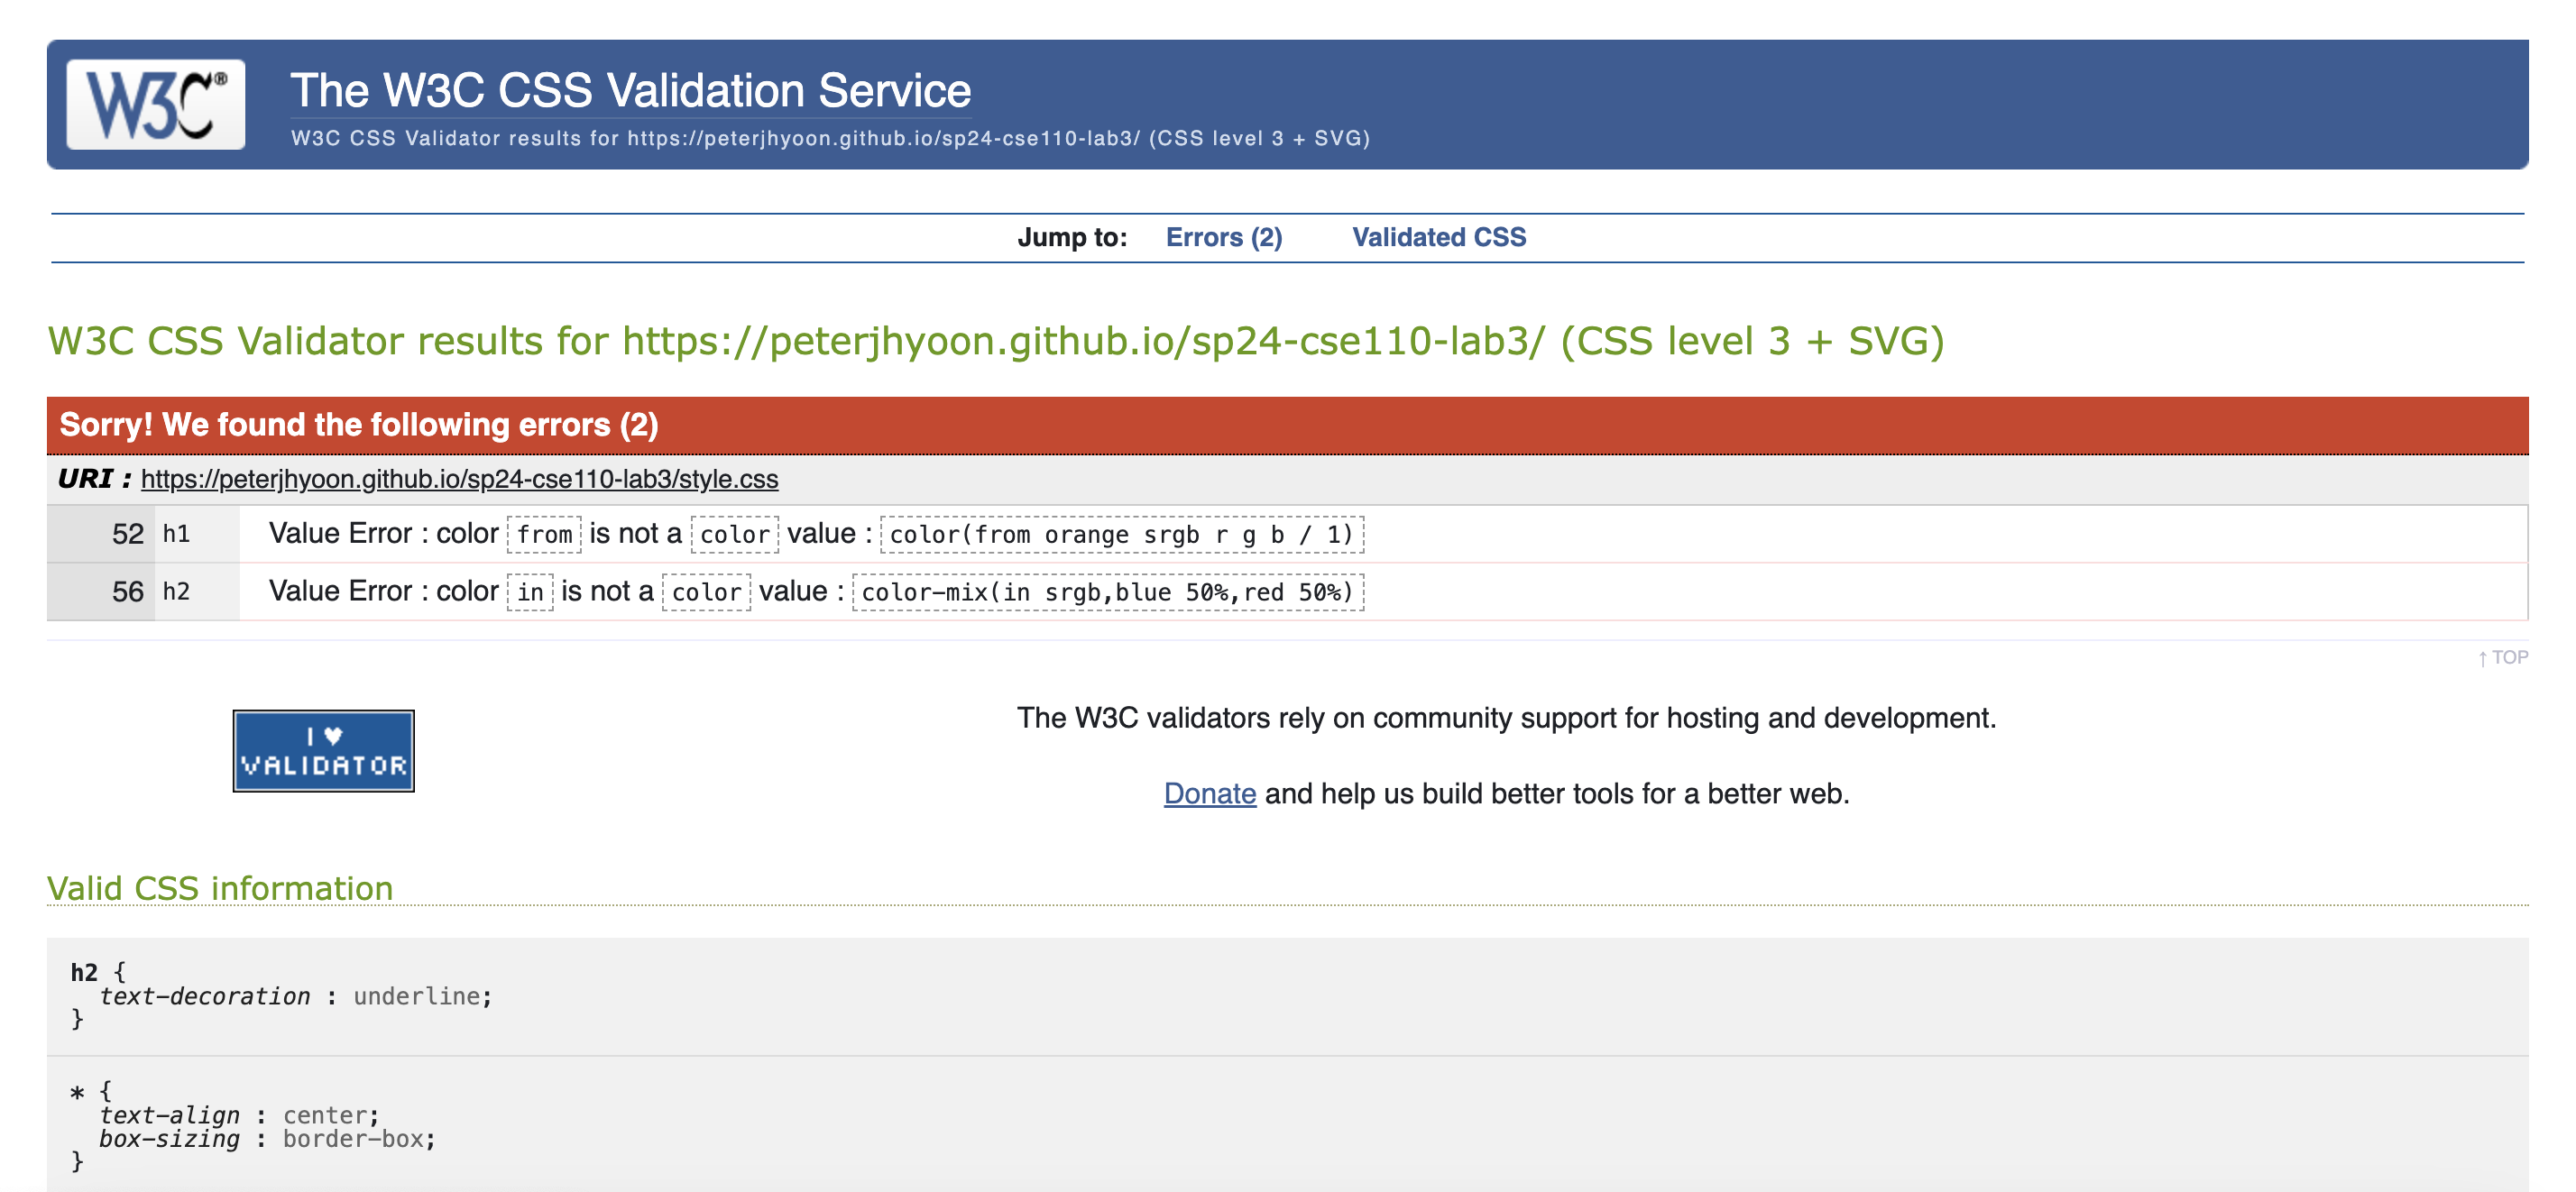 W3C®
The W3C CSS Validation Service
W3C CSS Validator results for https://peterjhyoon.github.io/sp24-cse110-lab3/ (CSS level 3 + SVG)
Jump to: Errors (2) Validated CSS
W3C CSS Validator results for https://peterjhyoon.github.io/sp24-cse110-lab3/ (CSS level 3 + SVG)
Sorry! We found the following errors (2)
URI : https://peterjhyoon.github.io/sp24-cse110-lab3/style.css
52 h1 Value Error : color from is not a color value : color(from orange srgb r g b / 1)
56 h2 Value Error : color in is not a color value : color-mix(in srgb,blue 50%,red 50%)
↑ TOP
I ♥
VALIDATOR
The W3C validators rely on community support for hosting and development.
Donate and help us build better tools for a better web.
Valid CSS information
h2 {
text-decoration : underline;
}
* {
text-align : center;
box-sizing : border-box;
}